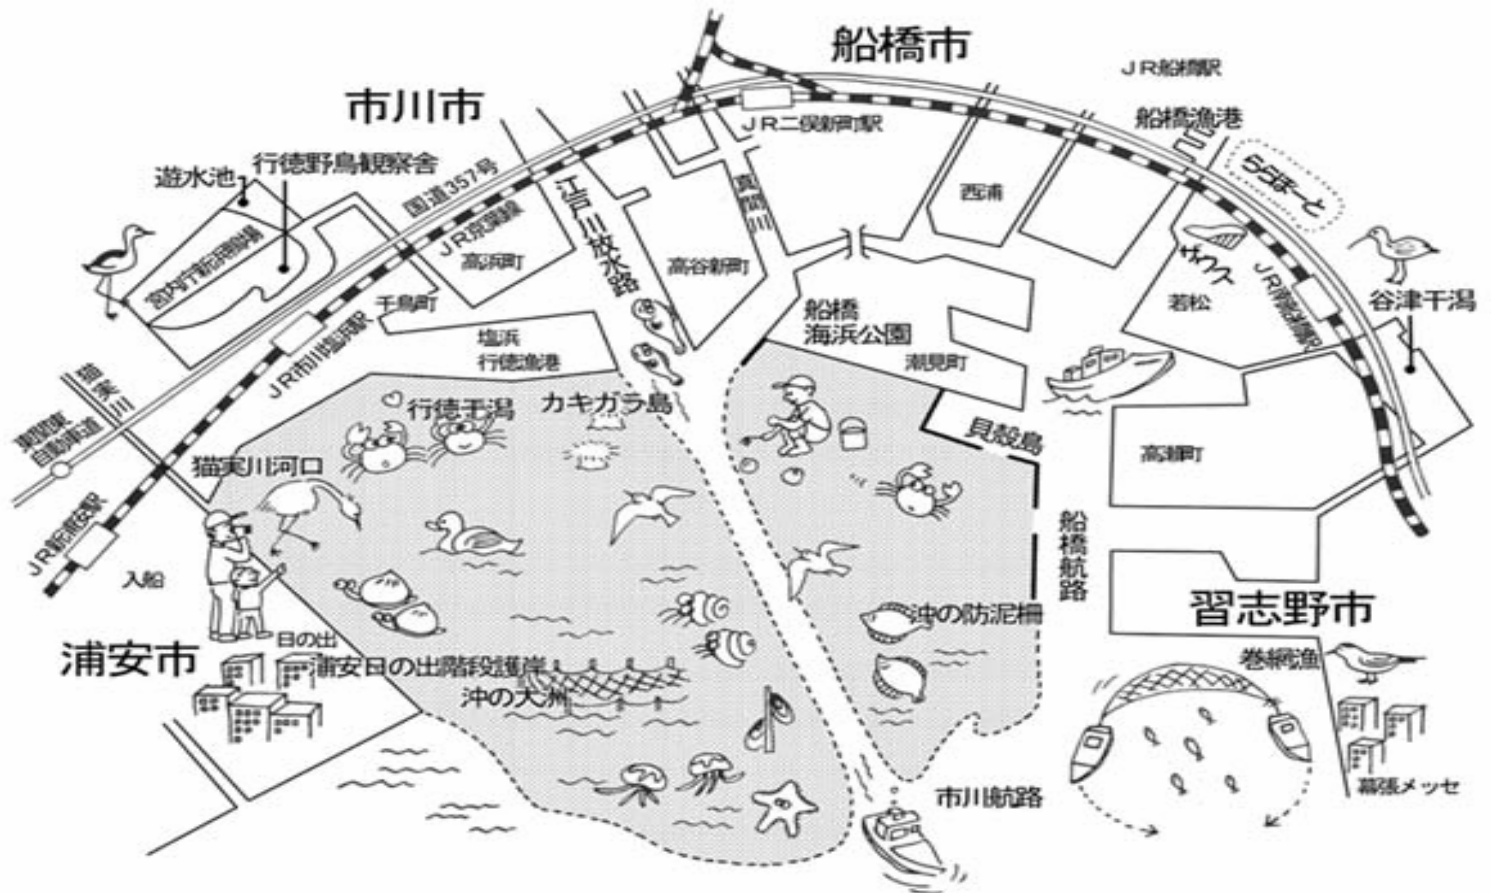 船橋市
JR船橋駅
市川市
船橋漁港
JR二俣新町駅
ららぽーと
行徳野鳥観察舎
遊水池
国道357号
江戸川放水路
真間川
西浦
JR京葉線
高浜町
高谷新町
ザウス
若松
JR南船橋駅
谷津干潟
宮内庁新浜鴨場
千鳥町
船橋
海浜公園
塩浜
行徳漁港
潮見町
JR市川塩浜駅
猫実川
東関東
自動車道
行徳干潟
カキガラ島
貝殻島
高瀬町
猫実川河口
JR新浦安駅
船橋航路
入船
習志野市
沖の防泥柵
日の出
浦安市
浦安日の出階段護岸
巻網漁
沖の大洲
市川航路
幕張メッセ